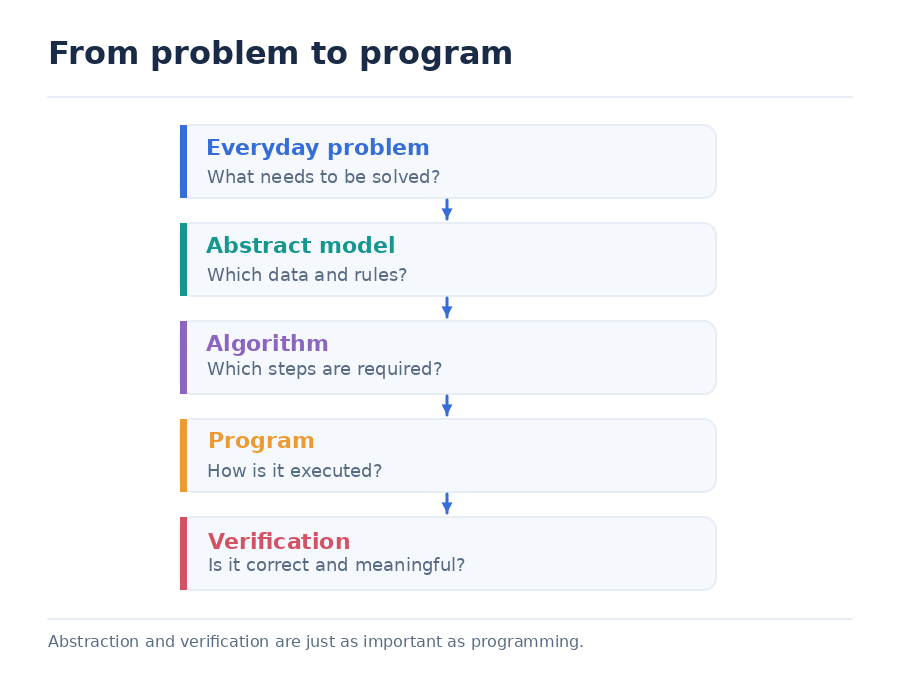 From problem to program
Everyday problem
What needs to be solved?
Abstract model
Which data and rules?
Algorithm
Which steps are required?
Program
How is it executed?
Verification
Is it correct and meaningful?
Abstraction and verification are just as important as programming.